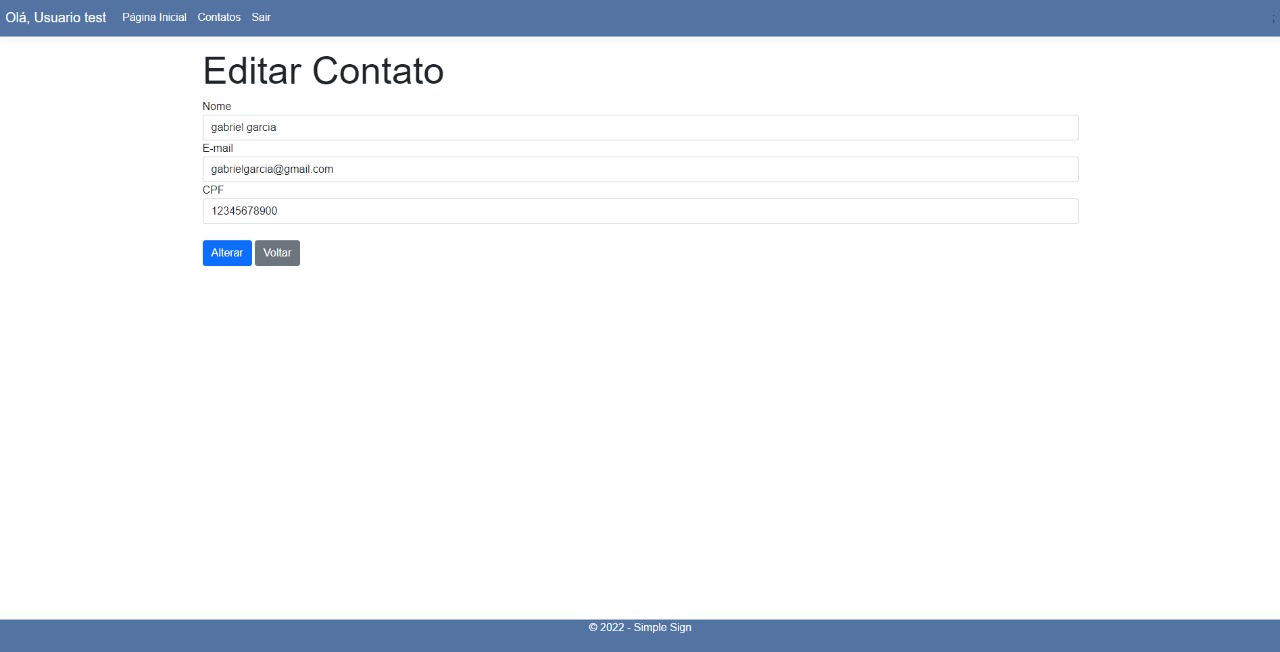 Olá, Usuario test Página Inicial Contatos Sair
Editar Contato
Nome
gabriel garcia
E-mail
gabrielgarcia@gmail.com
CPF
12345678900
Alterar Voltar
© 2022 - Simple Sign